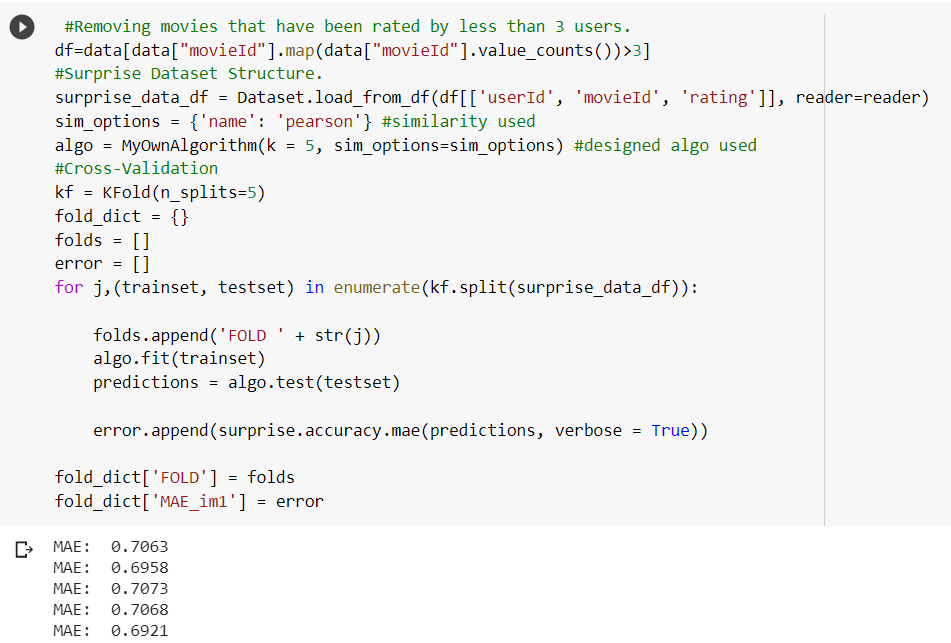 #Removing movies that have been rated by less than 3 users.
df=data[data["movieId"].map(data["movieId"].value_counts())>3]
#Surprise Dataset Structure.
surprise_data_df = Dataset.load_from_df(df[['userId', 'movieId', 'rating']], reader=reader)
sim_options = {'name': 'pearson'} #similarity used
algo = MyOwnAlgorithm(k = 5, sim_options=sim_options) #designed algo used
#Cross-Validation
kf = KFold(n_splits=5)
fold_dict = {}
folds = []
error = []
for j,(trainset, testset) in enumerate(kf.split(surprise_data_df)):
folds.append('FOLD ' + str(j))
algo.fit(trainset)
predictions = algo.test(testset)
error.append(surprise.accuracy.mae(predictions, verbose = True))
fold_dict['FOLD'] = folds
fold_dict['MAE_im1'] = error
MAE:  0.7063
MAE:  0.6958
MAE:  0.7073
MAE:  0.7068
MAE:  0.6921